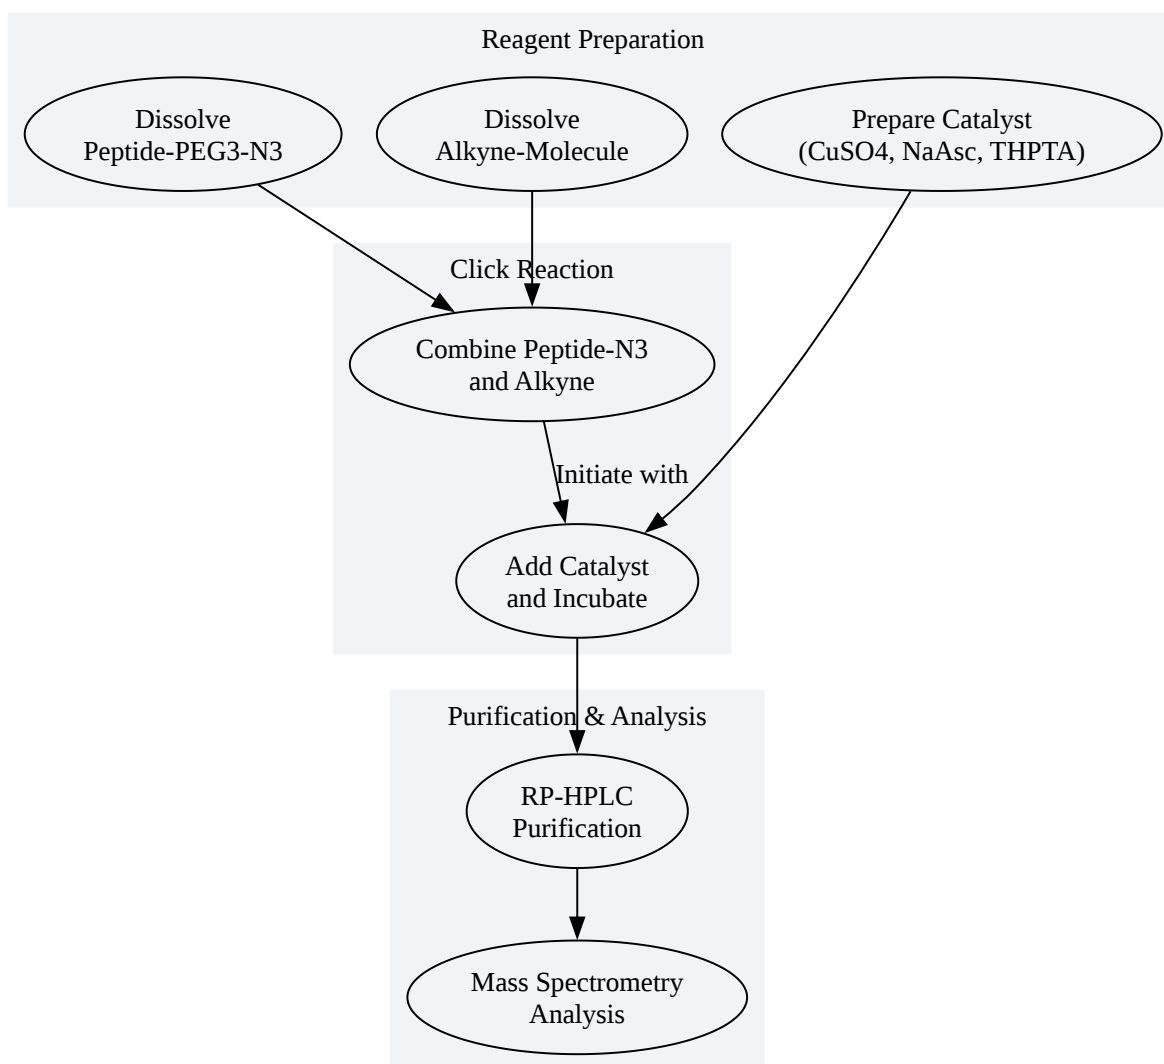 Reagent Preparation
Dissolve
Peptide-PEG3-N3
Dissolve
Alkyne-Molecule
Prepare Catalyst
(CuSO4, NaAsc, THPTA)
Click Reaction
Combine Peptide-N3
and Alkyne
Initiate with
Add Catalyst
and Incubate
Purification & Analysis
RP-HPLC
Purification
Mass Spectrometry
Analysis